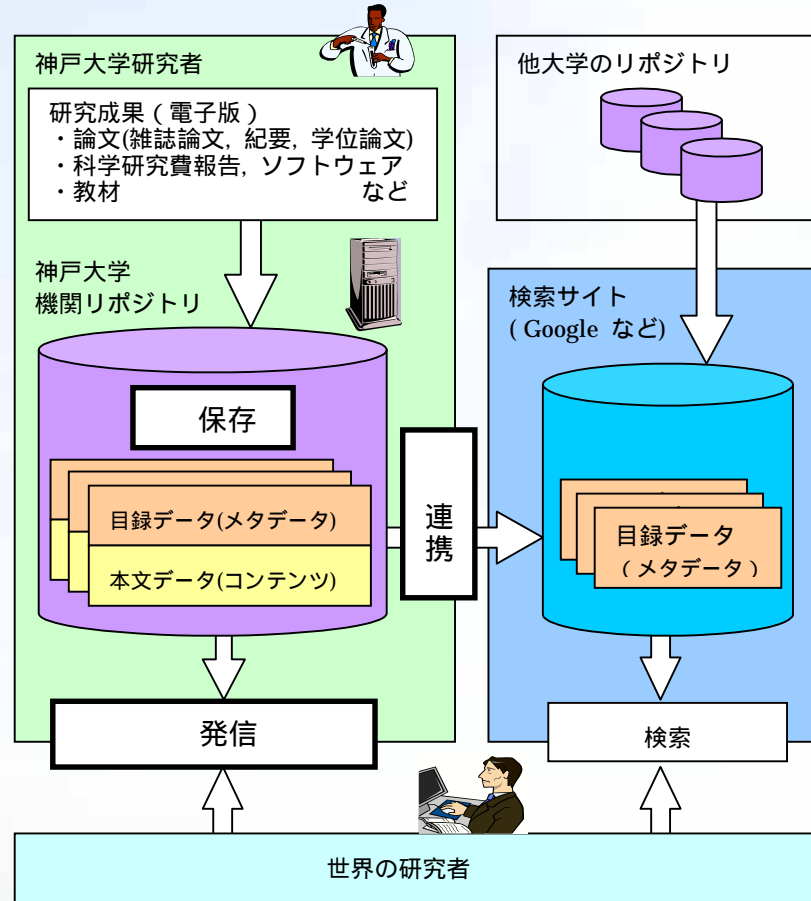 神戸大学研究者
研究成果 ( 電子版 )
・論文(雑誌論文, 紀要, 学位論文)
・科学研究費報告, ソフトウェア
・教材 など
神戸大学
機関リポジトリ
保存
目録データ(メタデータ)
本文データ(コンテンツ)
発信
連携
他大学のリポジトリ
検索サイト
( Google など)
目録データ
( メタデータ )
検索
世界の研究者